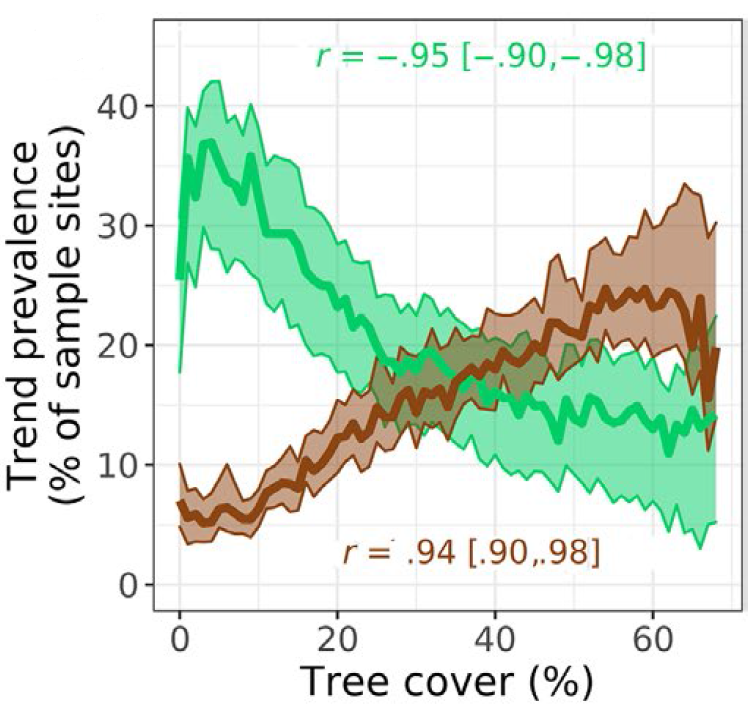 r = −.95 [−.90,−.98]
Trend prevalence
(% of sample sites)
40
30
20
10
0
r = .94 [.90,.98]
0 20 40 60
Tree cover (%)